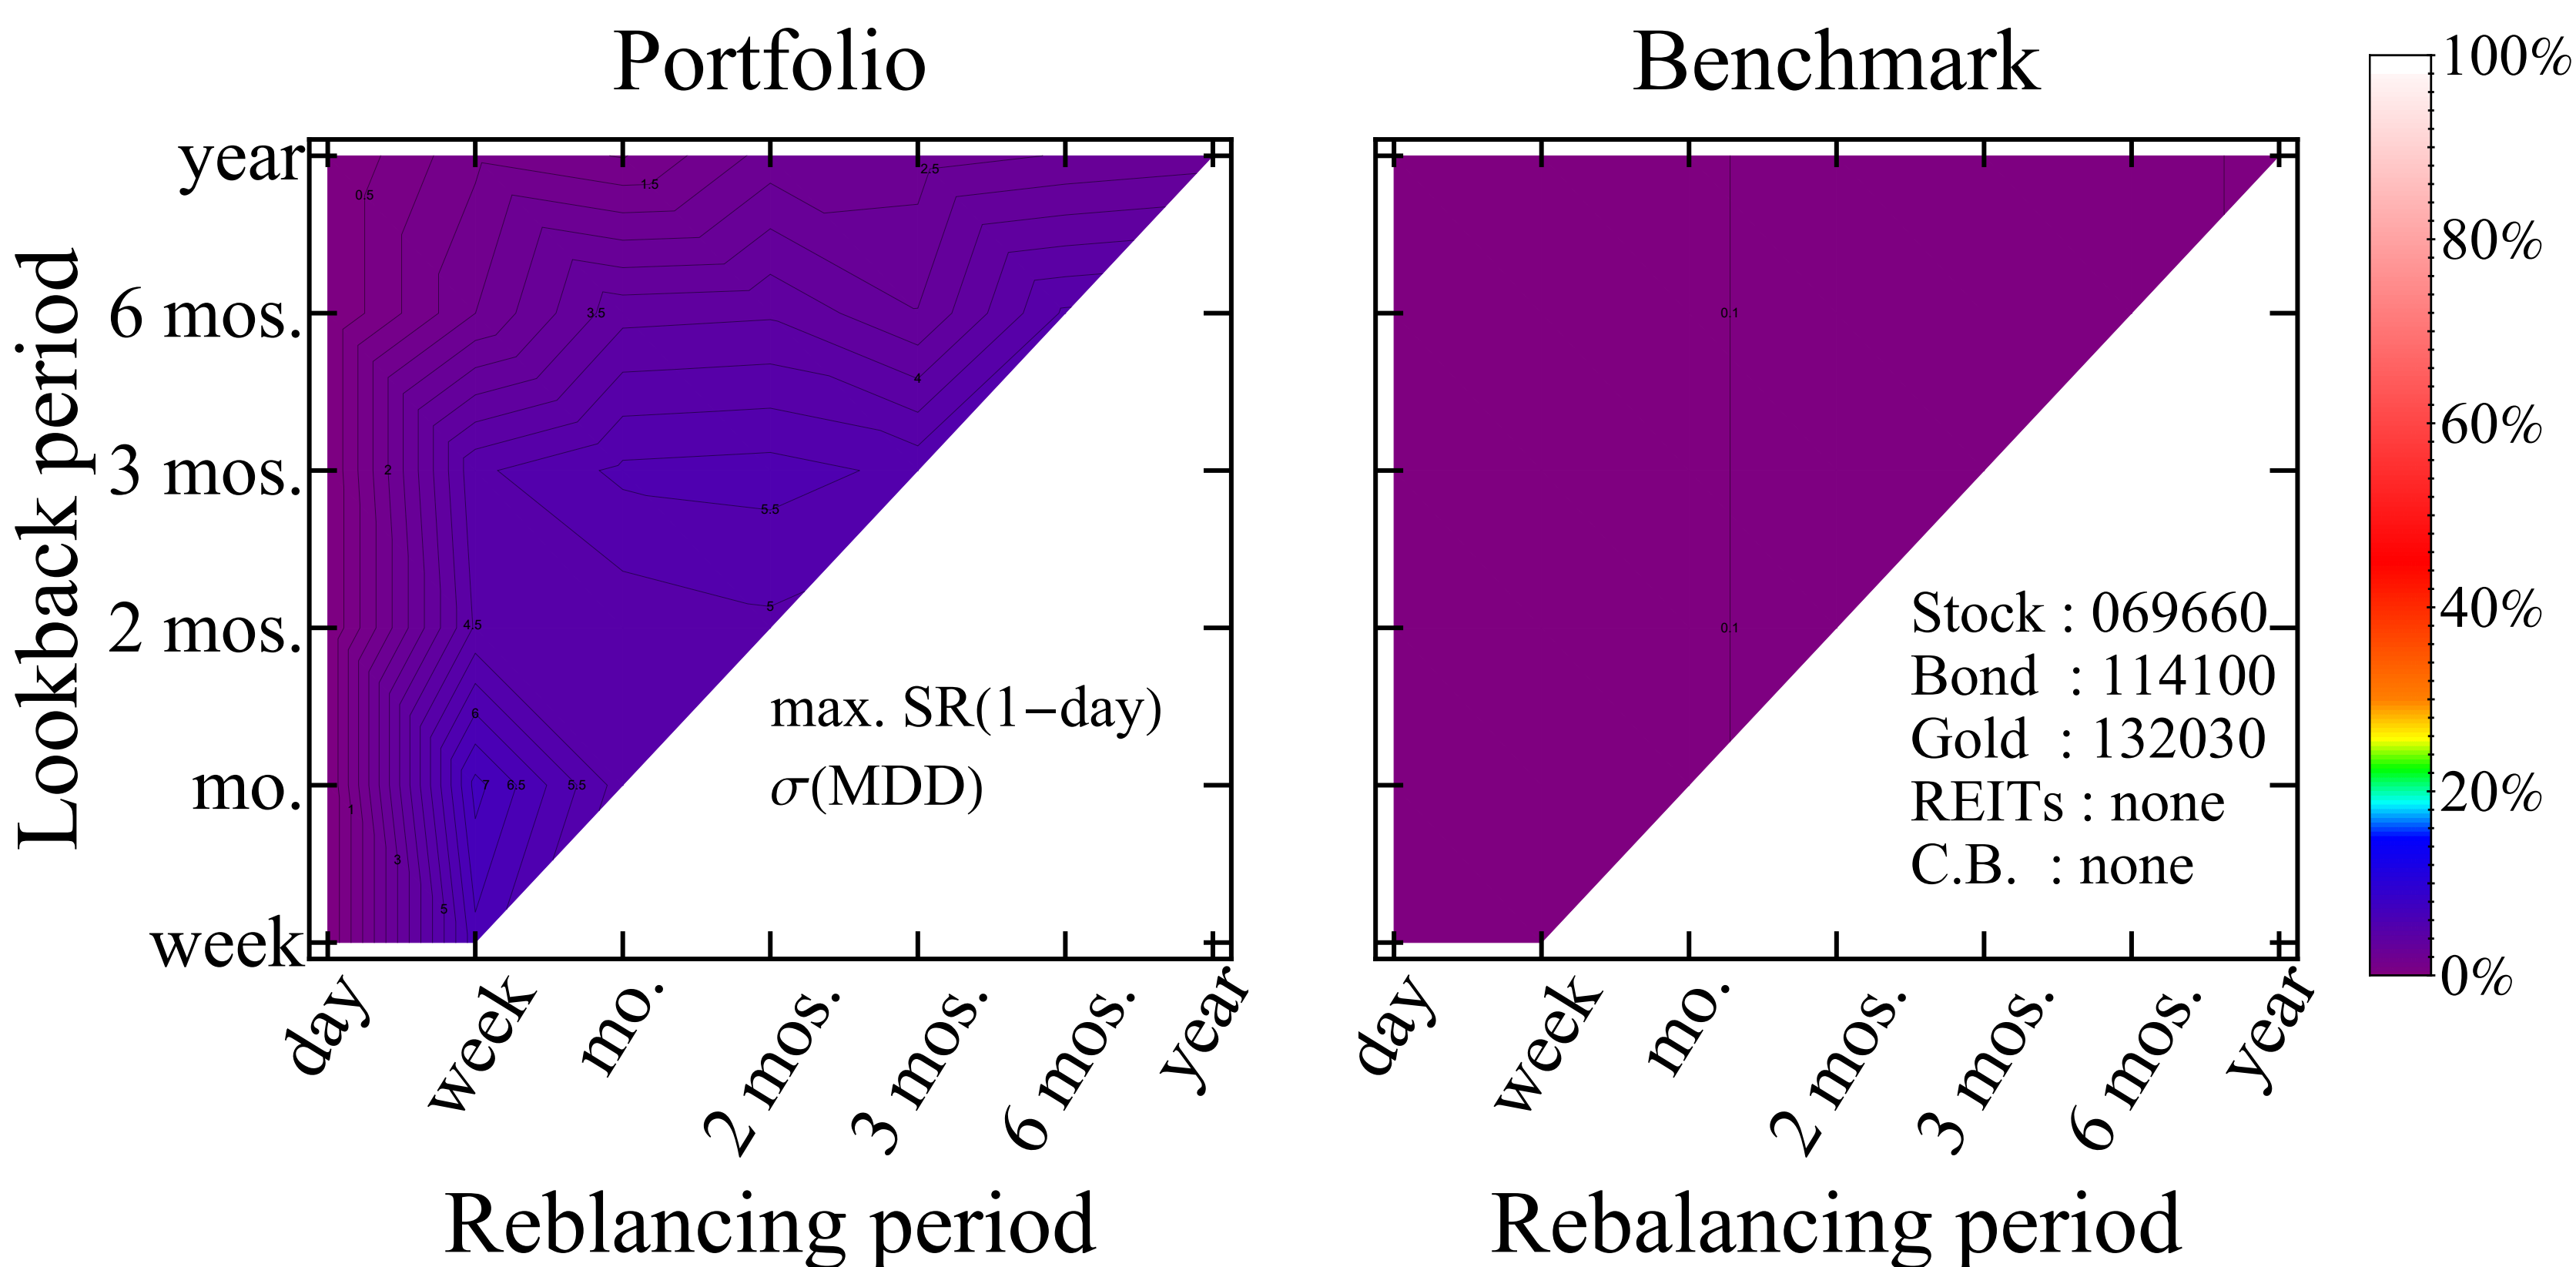 Portfolio
Benchmark
100%
80%
60%
40%
20%
0%
Lookback period
year
6 mos.
3 mos.
2 mos.
mo.
week
0.5
1.5
2.5
3.5
4
2
5.5
5
4.5
6
7
6.5
5.5
1
3
5
max. SR(1−day)
σ(MDD)
day
week
mo.
2 mos.
3 mos.
6 mos.
year
Reblancing period
0.1
0.1
Stock : 069660
Bond : 114100
Gold : 132030
REITs : none
C.B. : none
day
week
mo.
2 mos.
3 mos.
6 mos.
year
Rebalancing period